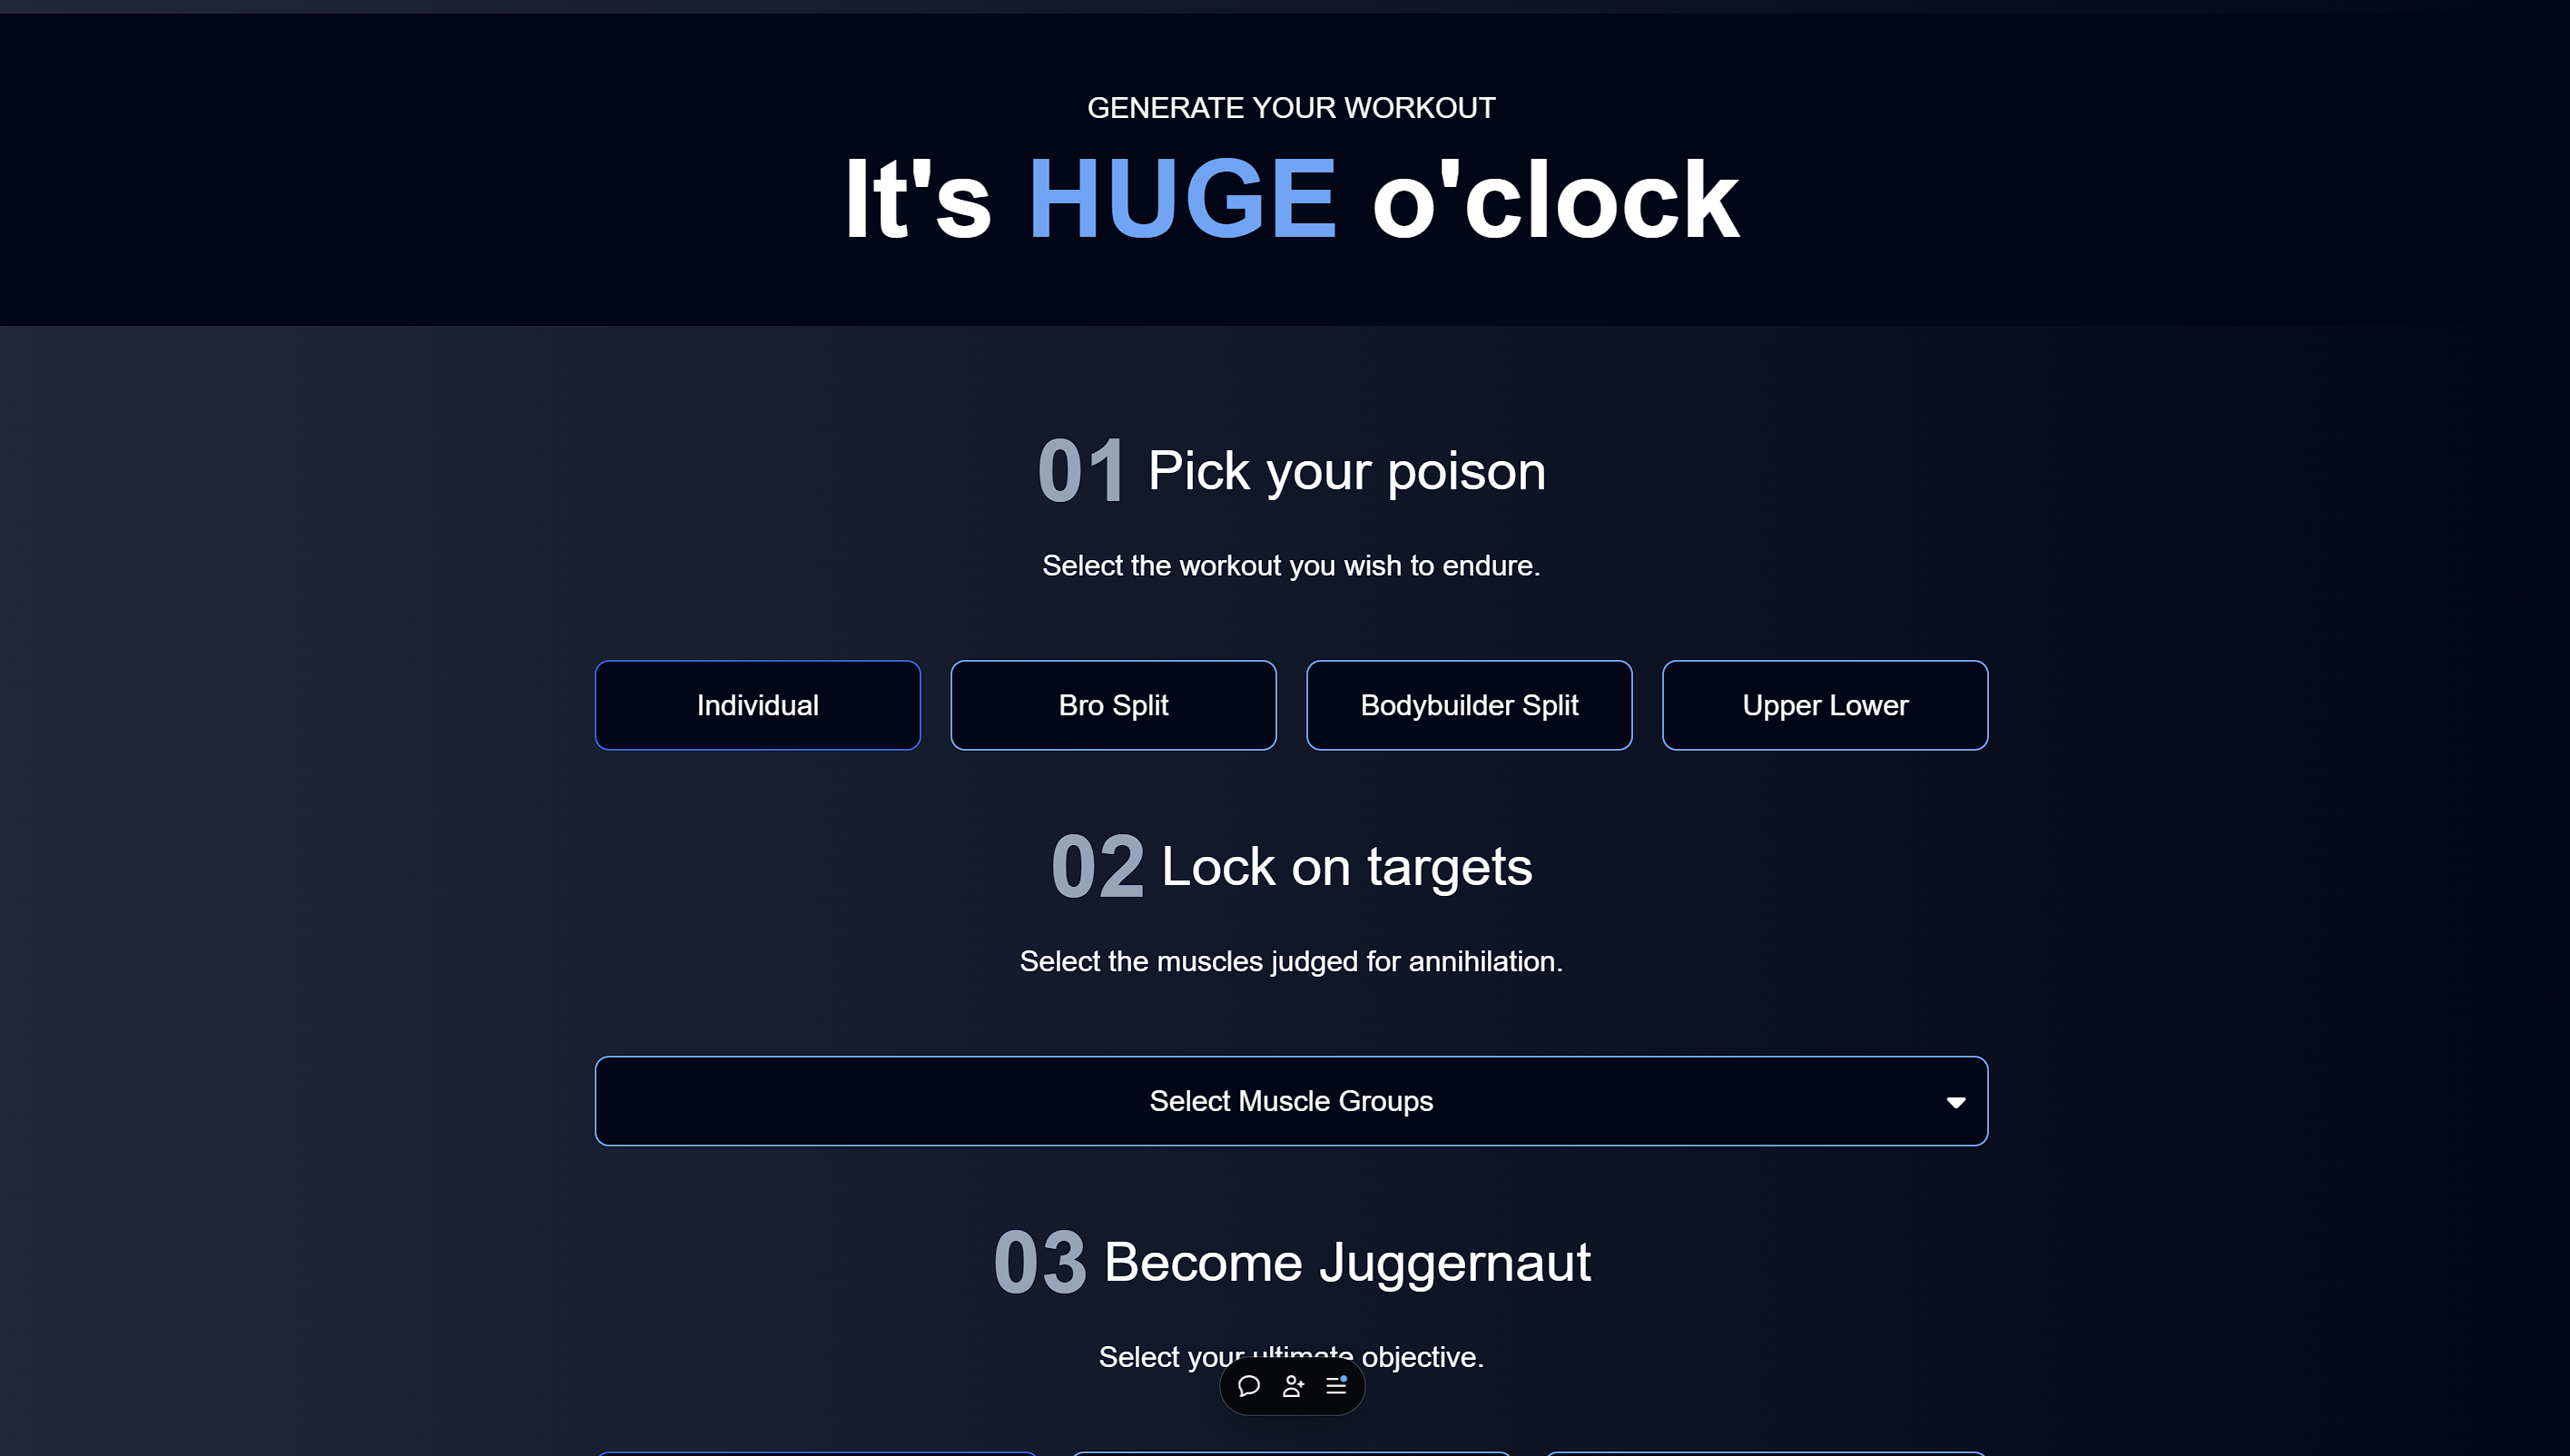 GENERATE YOUR WORKOUT
It's HUGE o'clock
01 Pick your poison
Select the workout you wish to endure.
Individual
Bro Split
Bodybuilder Split
Upper Lower
02 Lock on targets
Select the muscles judged for annihilation.
Select Muscle Groups
03 Become Juggernaut
Select your ultimate objective.